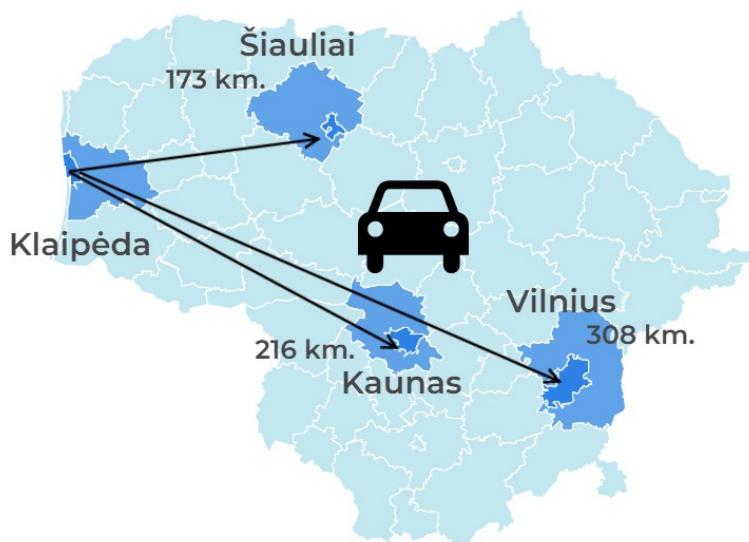 Šiauliai
173 km.
Klaipėda
Vilnius
308 km.
216 km.
Kaunas